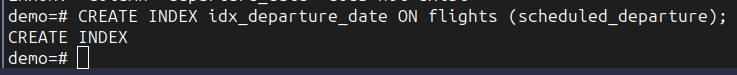 demo=# CREATE INDEX idx_departure_date ON flights (scheduled_departure);
CREATE INDEX
demo=#